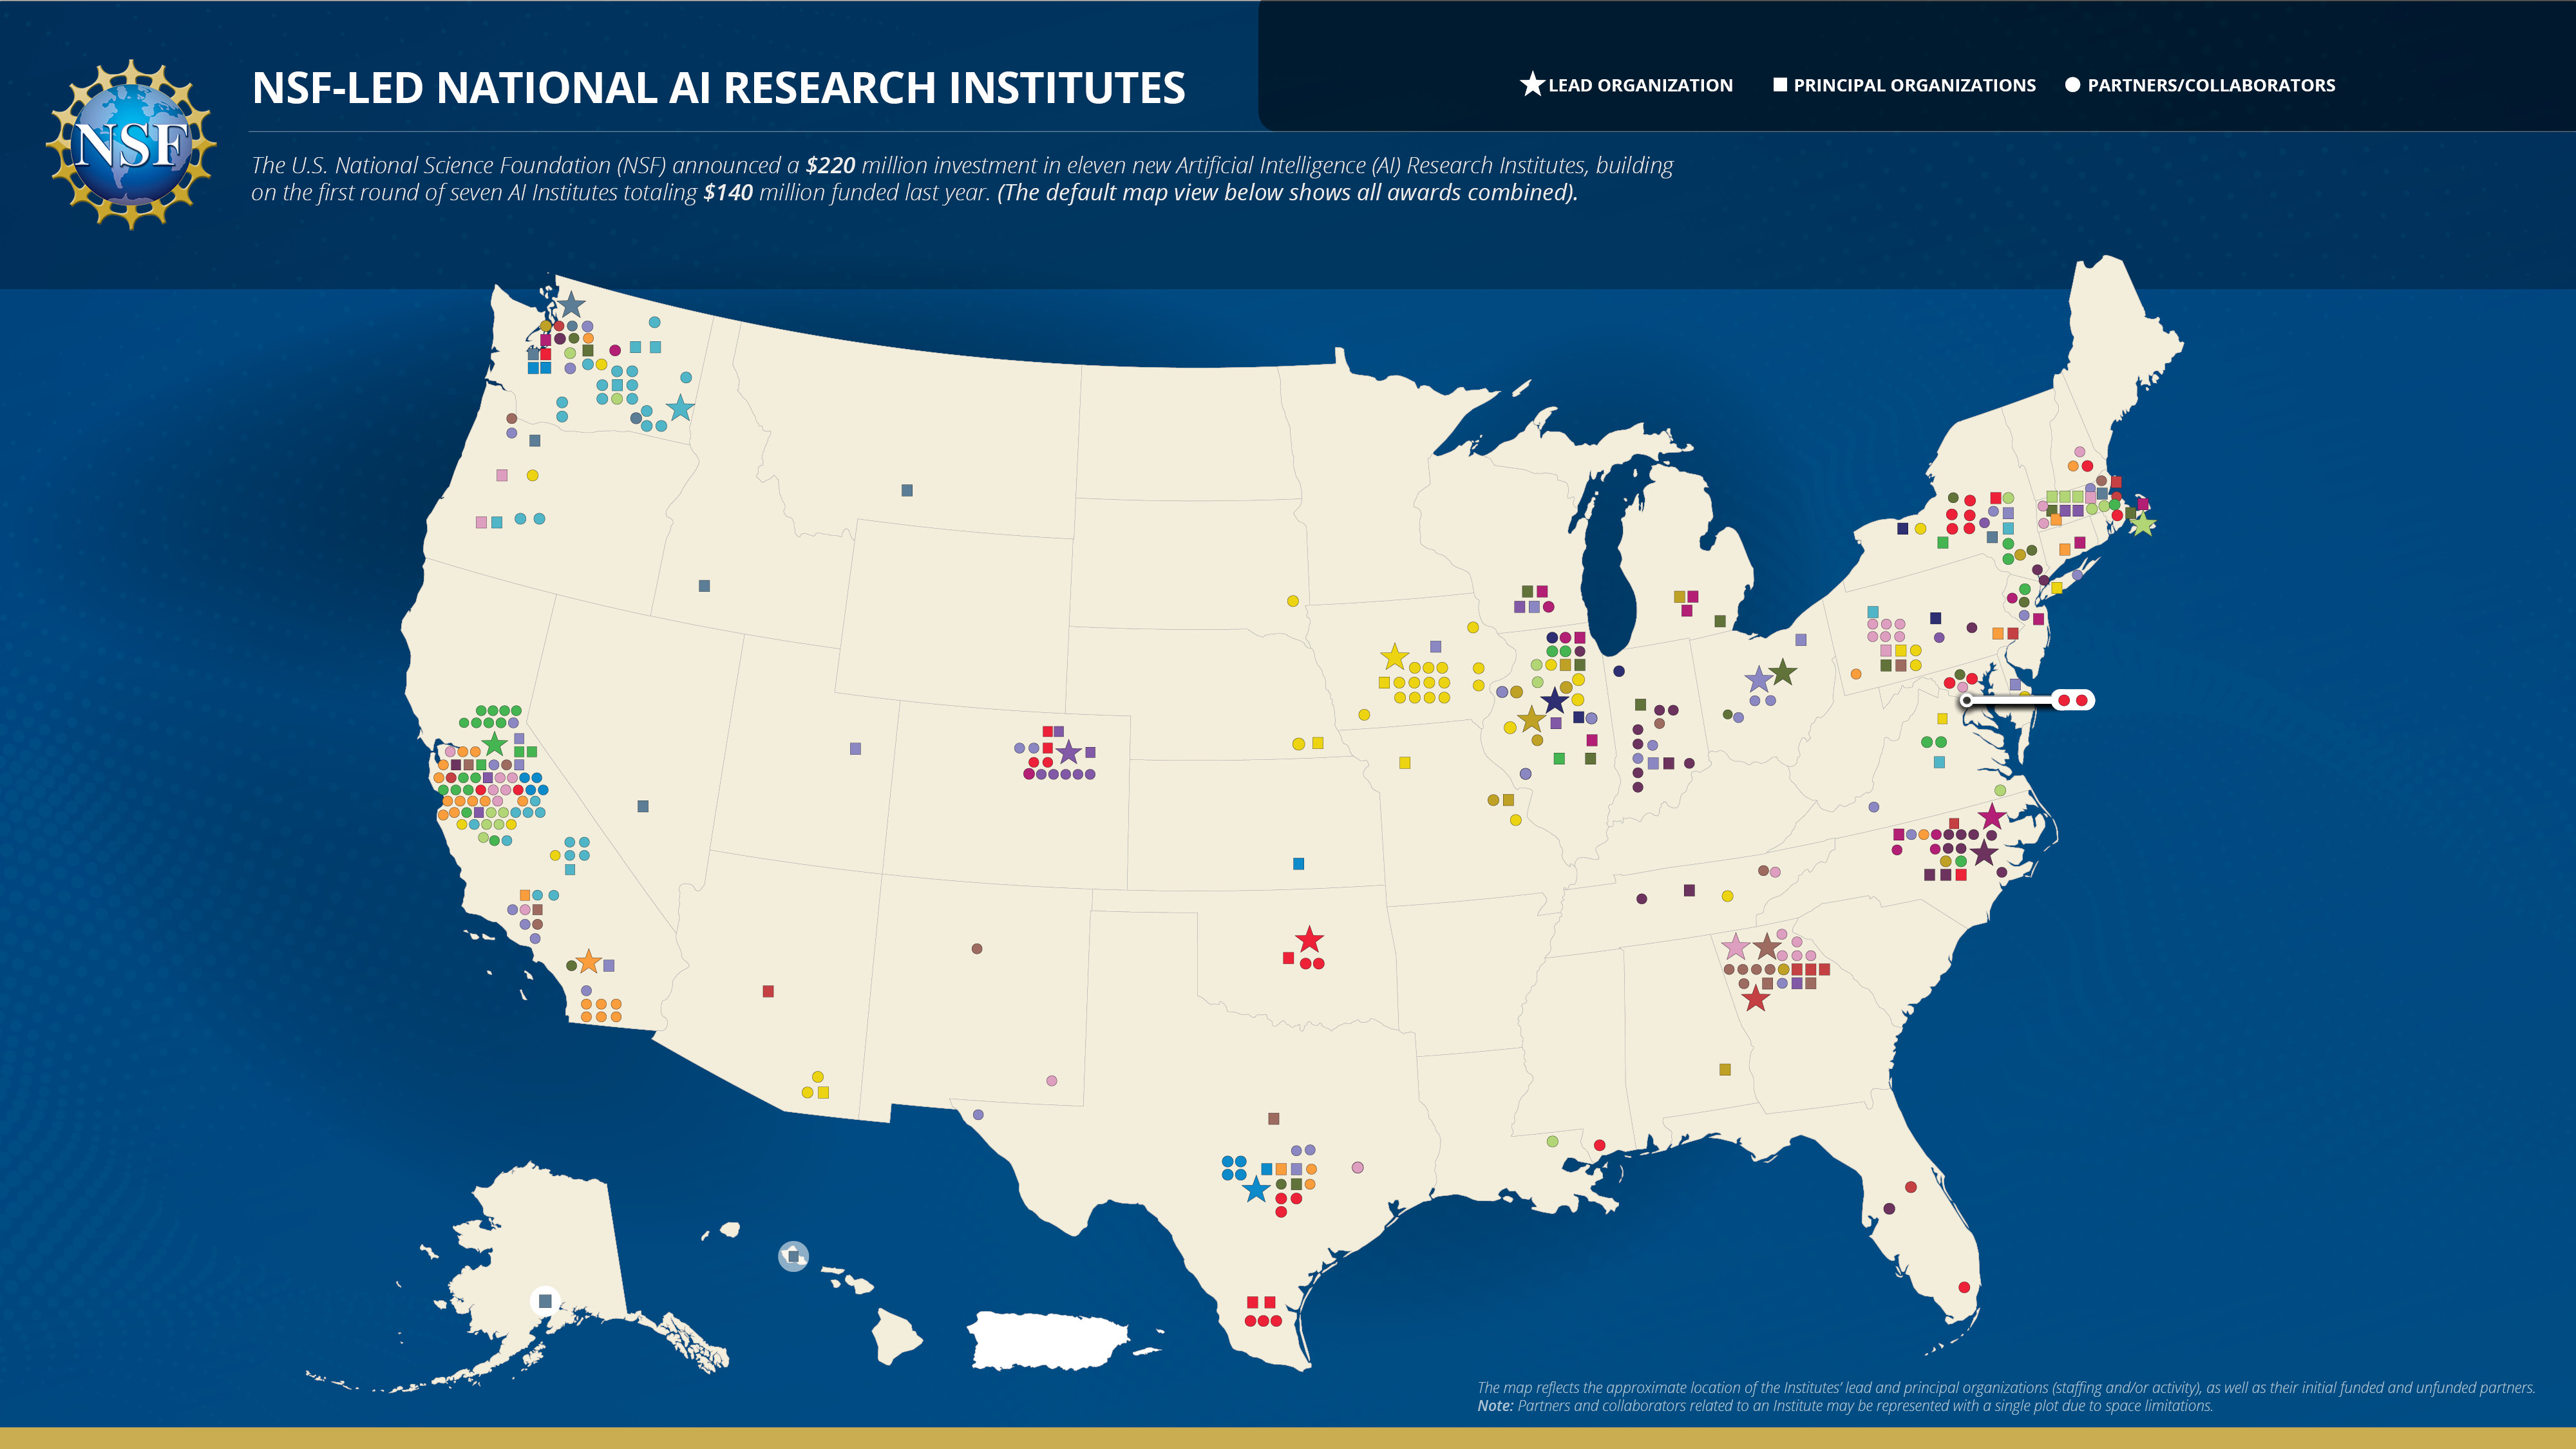 NSF
NSF-LED NATIONAL AI RESEARCH INSTITUTES
LEAD ORGANIZATION
PRINCIPAL ORGANIZATIONS
PARTNERS/COLLABORATORS
The U.S. National Science Foundation (NSF) announced a $220 million investment in eleven new Artificial Intelligence (AI) Research Institutes, building
on the first round of seven AI Institutes totaling $140 million funded last year. (The default map view below shows all awards combined).
The map reflects the approximate location of the Institutes’ lead and principal organizations (staffing and/or activity), as well as their initial funded and unfunded partners.
Note: Partners and collaborators related to an Institute may be represented with a single plot due to space limitations.